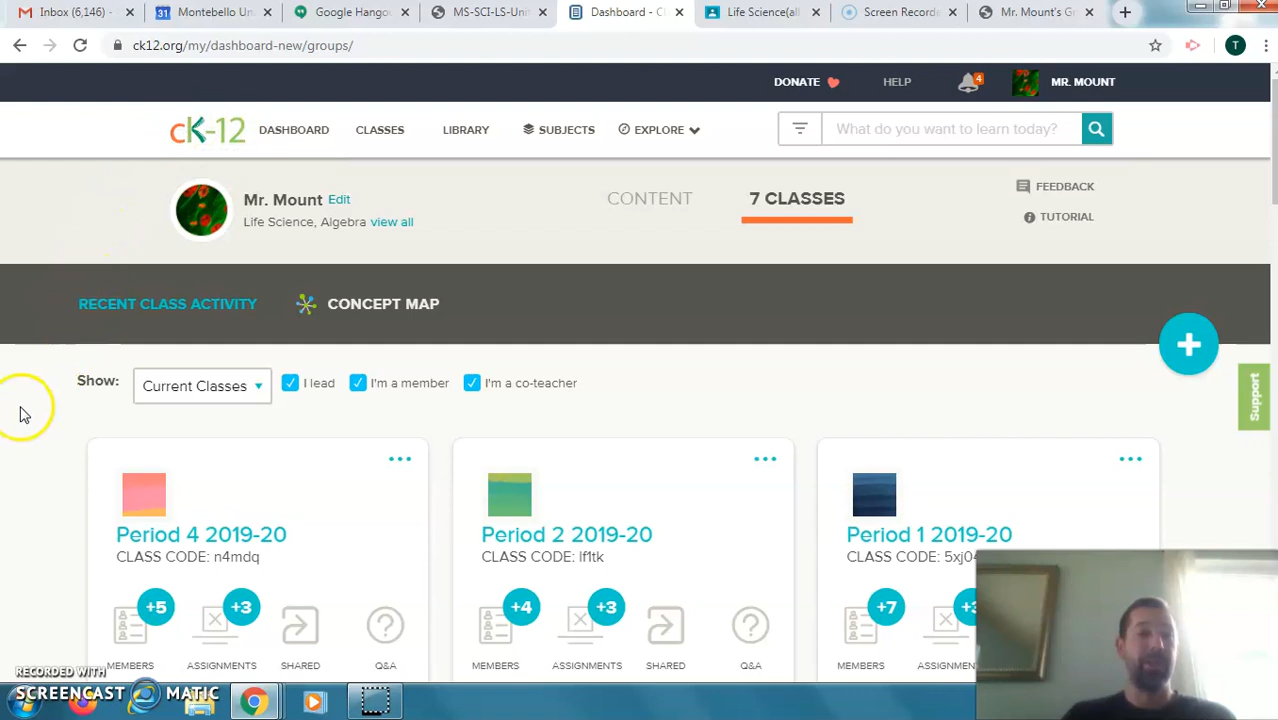 Inbox (6,146)
Montebello Un
Google Hango
MS-SCI-LS-Uni
Dashboard - C
Life Science(all
Screen Recorde
Mr. Mount's G
ck12.org/my/dashboard-new/groups/
T
DONATE
HELP
4
MR. MOUNT
cK-12
DASHBOARD
CLASSES
LIBRARY
SUBJECTS
EXPLORE
What do you want to learn today?
Mr. Mount Edit
Life Science, Algebra view all
CONTENT
7 CLASSES
FEEDBACK
TUTORIAL
RECENT CLASS ACTIVITY
CONCEPT MAP
Show:
Current Classes
I lead
I'm a member
I'm a co-teacher
Support
Period 4 2019-20
CLASS CODE: n4mdq
+5
+3
MEMBERS
ASSIGNMENTS
SHARED
Q&A
Period 2 2019-20
CLASS CODE: lf1tk
+4
+3
MEMBERS
ASSIGNMENTS
SHARED
Q&A
Period 1 2019-20
CLASS CODE: 5xj0
+7
MEMBERS
ASSIGNM
RECORDED WITH
SCREENCAST MATIC